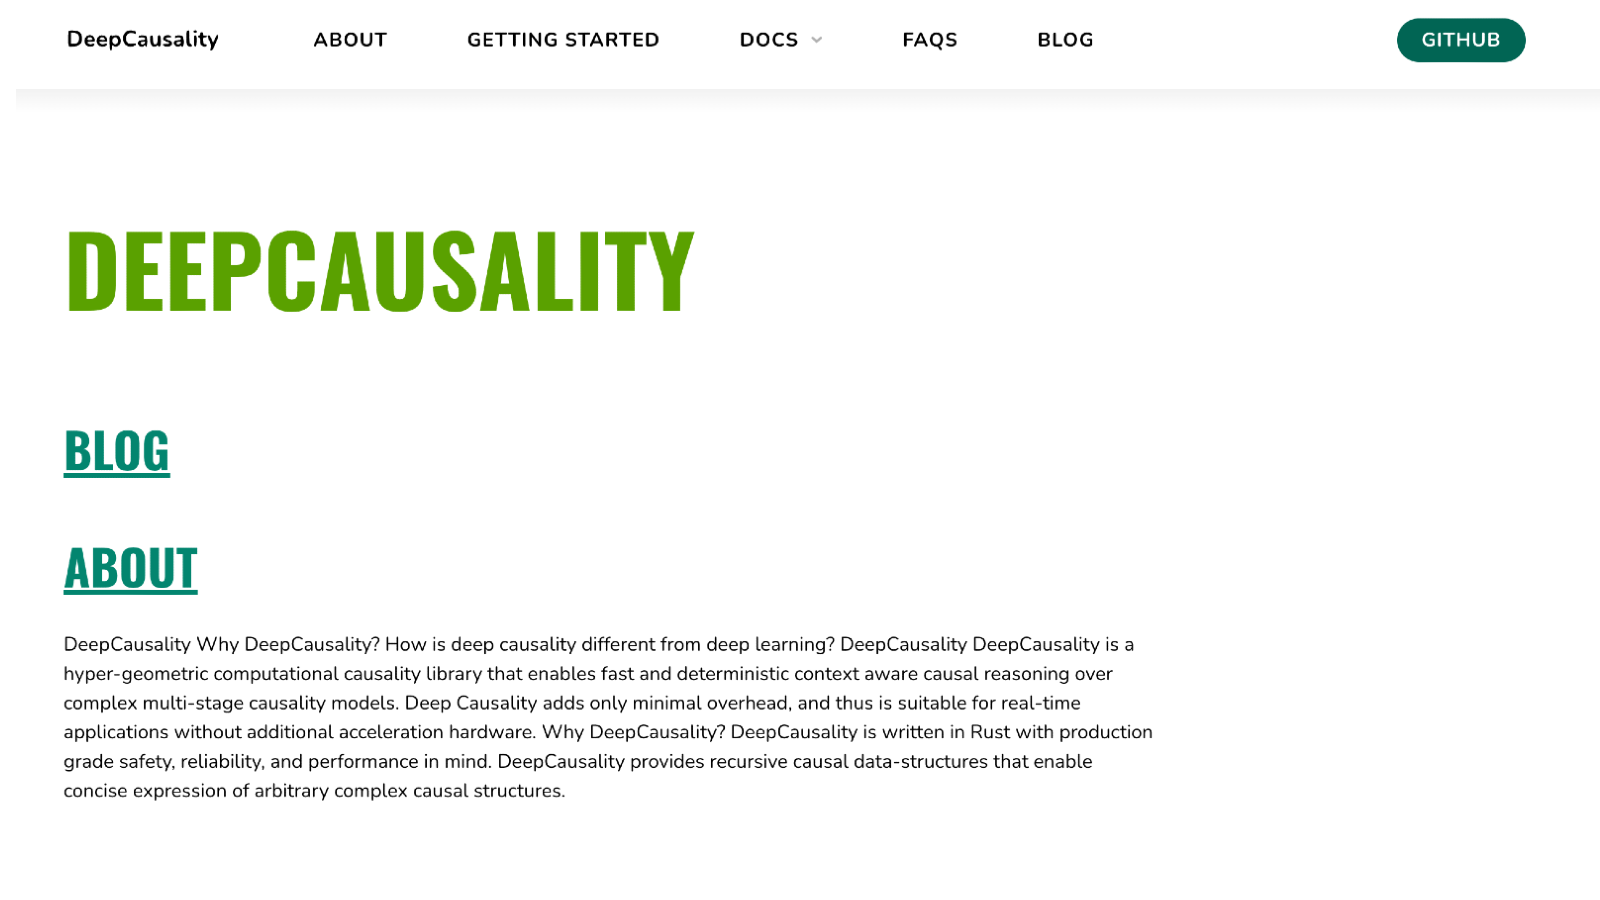 DeepCausality
ABOUT
GETTING STARTED
DOCS
FAQS
BLOG
GITHUB
DEEPCAUSALITY
BLOG
ABOUT
DeepCausality Why DeepCausality? How is deep causality different from deep learning? DeepCausality DeepCausality is a
hyper-geometric computational causality library that enables fast and deterministic context aware causal reasoning over
complex multi-stage causality models. Deep Causality adds only minimal overhead, and thus is suitable for real-time
applications without additional acceleration hardware. Why DeepCausality? DeepCausality is written in Rust with production
grade safety, reliability, and performance in mind. DeepCausality provides recursive causal data-structures that enable
concise expression of arbitrary complex causal structures.